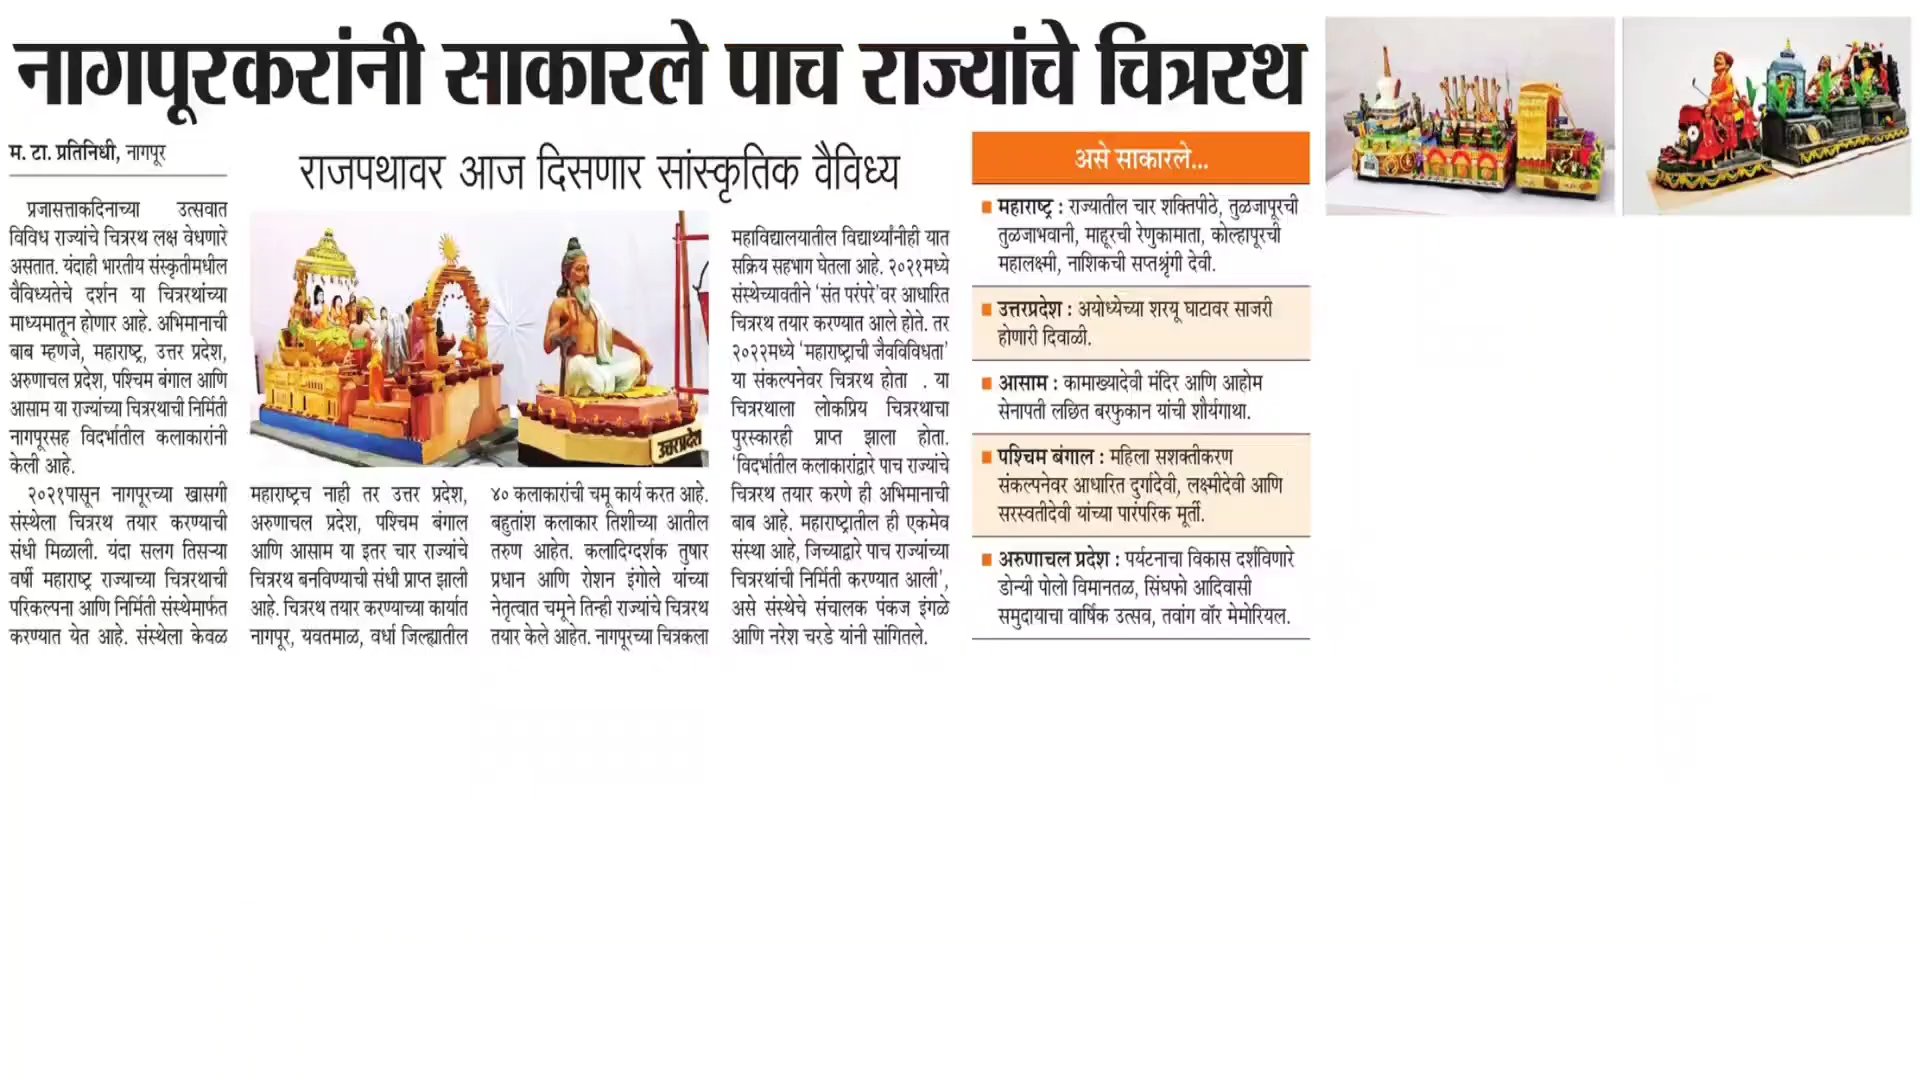 नागपूरकरांनी साकारले पाच राज्यांचे चित्ररथ
म. टा. प्रतिनिधी, नागपूर
राजपथावर आज दिसणार सांस्कृतिक वैविध्य
प्रजासत्ताकदिनाच्या उत्सवात
विविध राज्यांचे चित्ररथ लक्ष वेधणारे
असतात. यंदाही भारतीय संस्कृतीमधील
वैविध्यतेचे दर्शन या चित्ररथांच्या
माध्यमातून होणार आहे. अभिमानाची
बाब म्हणजे, महाराष्ट्र, उत्तर प्रदेश,
अरुणाचल प्रदेश, पश्चिम बंगाल आणि
आसाम या राज्यांच्या चित्ररथाची निर्मिती
नागपूरसह विदर्भातील कलाकारांनी
केली आहे.
२०२१पासून नागपूरच्या खासगी
संस्थेला चित्ररथ तयार करण्याची
संधी मिळाली. यंदा सलग तिसऱ्या
वर्षी महाराष्ट्र राज्याच्या चित्ररथाची
परिकल्पना आणि निर्मिती संस्थेमार्फत
करण्यात येत आहे. संस्थेला केवळ
उत्तरप्रदेश
महाराष्ट्रच नाही तर उत्तर प्रदेश,
अरुणाचल प्रदेश, पश्चिम बंगाल
आणि आसाम या इतर चार राज्यांचे
चित्ररथ बनविण्याची संधी प्राप्त झाली
आहे. चित्ररथ तयार करण्याच्या कार्यात
नागपूर, यवतमाळ, वर्धा जिल्ह्यातील
४० कलाकारांची चमू कार्य करत आहे.
बहुतांश कलाकार तिशीच्या आतील
तरुण आहेत. कलादिग्दर्शक तुषार
प्रधान आणि रोशन इंगोले यांच्या
नेतृत्वात चमूने तिन्ही राज्यांचे चित्ररथ
तयार केले आहेत. नागपूरच्या चित्रकला
महाविद्यालयातील विद्यार्थ्यांनीही यात
सक्रिय सहभाग घेतला आहे. २०२१मध्ये
संस्थेच्यावतीने 'संत परंपरे'वर आधारित
चित्ररथ तयार करण्यात आले होते. तर
२०२२मध्ये 'महाराष्ट्राची जैवविविधता'
या संकल्पनेवर चित्ररथ होता . या
चित्ररथाला लोकप्रिय चित्ररथाचा
पुरस्कारही प्राप्त झाला होता.
'विदर्भातील कलाकारांद्वारे पाच राज्यांचे
चित्ररथ तयार करणे ही अभिमानाची
बाब आहे. महाराष्ट्रातील ही एकमेव
संस्था आहे, जिच्याद्वारे पाच राज्यांच्या
चित्ररथांची निर्मिती करण्यात आली',
असे संस्थेचे संचालक पंकज इंगळे
आणि नरेश चरडे यांनी सांगितले.
असे साकारले...
महाराष्ट्र : राज्यातील चार शक्तिपीठे, तुळजापूरची
तुळजाभवानी, माहूरची रेणुकामाता, कोल्हापूरची
महालक्ष्मी, नाशिकची सप्तश्रृंगी देवी.
उत्तरप्रदेश : अयोध्येच्या शरयू घाटावर साजरी
होणारी दिवाळी.
आसाम : कामाख्यादेवी मंदिर आणि आहोम
सेनापती लछित बरफुकान यांची शौर्यगाथा.
पश्चिम बंगाल : महिला सशक्तीकरण
संकल्पनेवर आधारित दुर्गादेवी, लक्ष्मीदेवी आणि
सरस्वतीदेवी यांच्या पारंपरिक मूर्ती.
अरुणाचल प्रदेश : पर्यटनाचा विकास दर्शविणारे
डोन्यी पोलो विमानतळ, सिंघफो आदिवासी
समुदायाचा वार्षिक उत्सव, तवांग वॉर मेमोरियल.